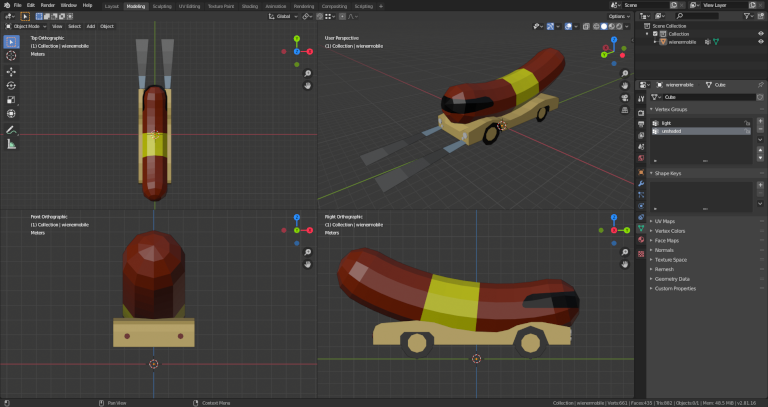 File Edit Render Window Help
Layout Modeling Sculpting UV Editing Texture Paint Shading Animation Rendering Compositing Scripting +
Scene View Layer
Global Options
Object Mode View Select Add Object
Top Orthographic
(1) Collection | wienermobile
Meters
User Perspective
(1) Collection | wienermobile
Front Orthographic
(1) Collection | wienermobile
Meters
Right Orthographic
(1) Collection | wienermobile
Meters
Scene Collection
Collection
wienermobile
wienermobile Cube
Cube
Vertex Groups
light
unshaded
Shape Keys
UV Maps
Vertex Colors
Face Maps
Normals
Texture Space
Remesh
Geometry Data
Custom Properties
Pan View Context Menu
Collection | wienermobile | Verts:661 | Faces:435 | Tris:861 | Objects:0/1 | Mem: 48.5 MiB | v2.81.16